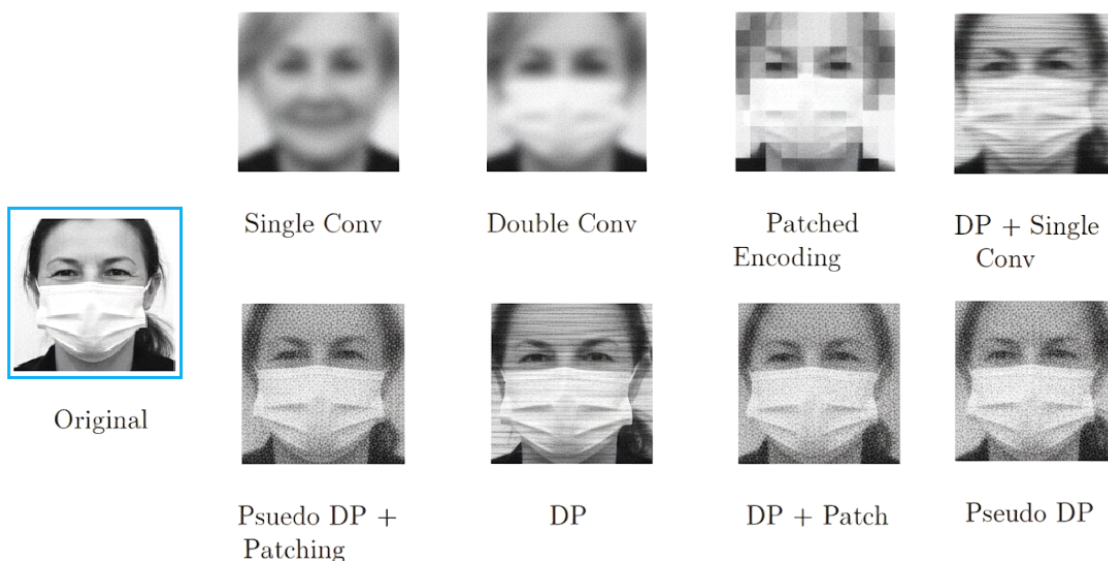 Single Conv
Double Conv
Patched
Encoding
DP + Single
Conv
Original
Psuedo DP +
Patching
DP
DP + Patch
Pseudo DP